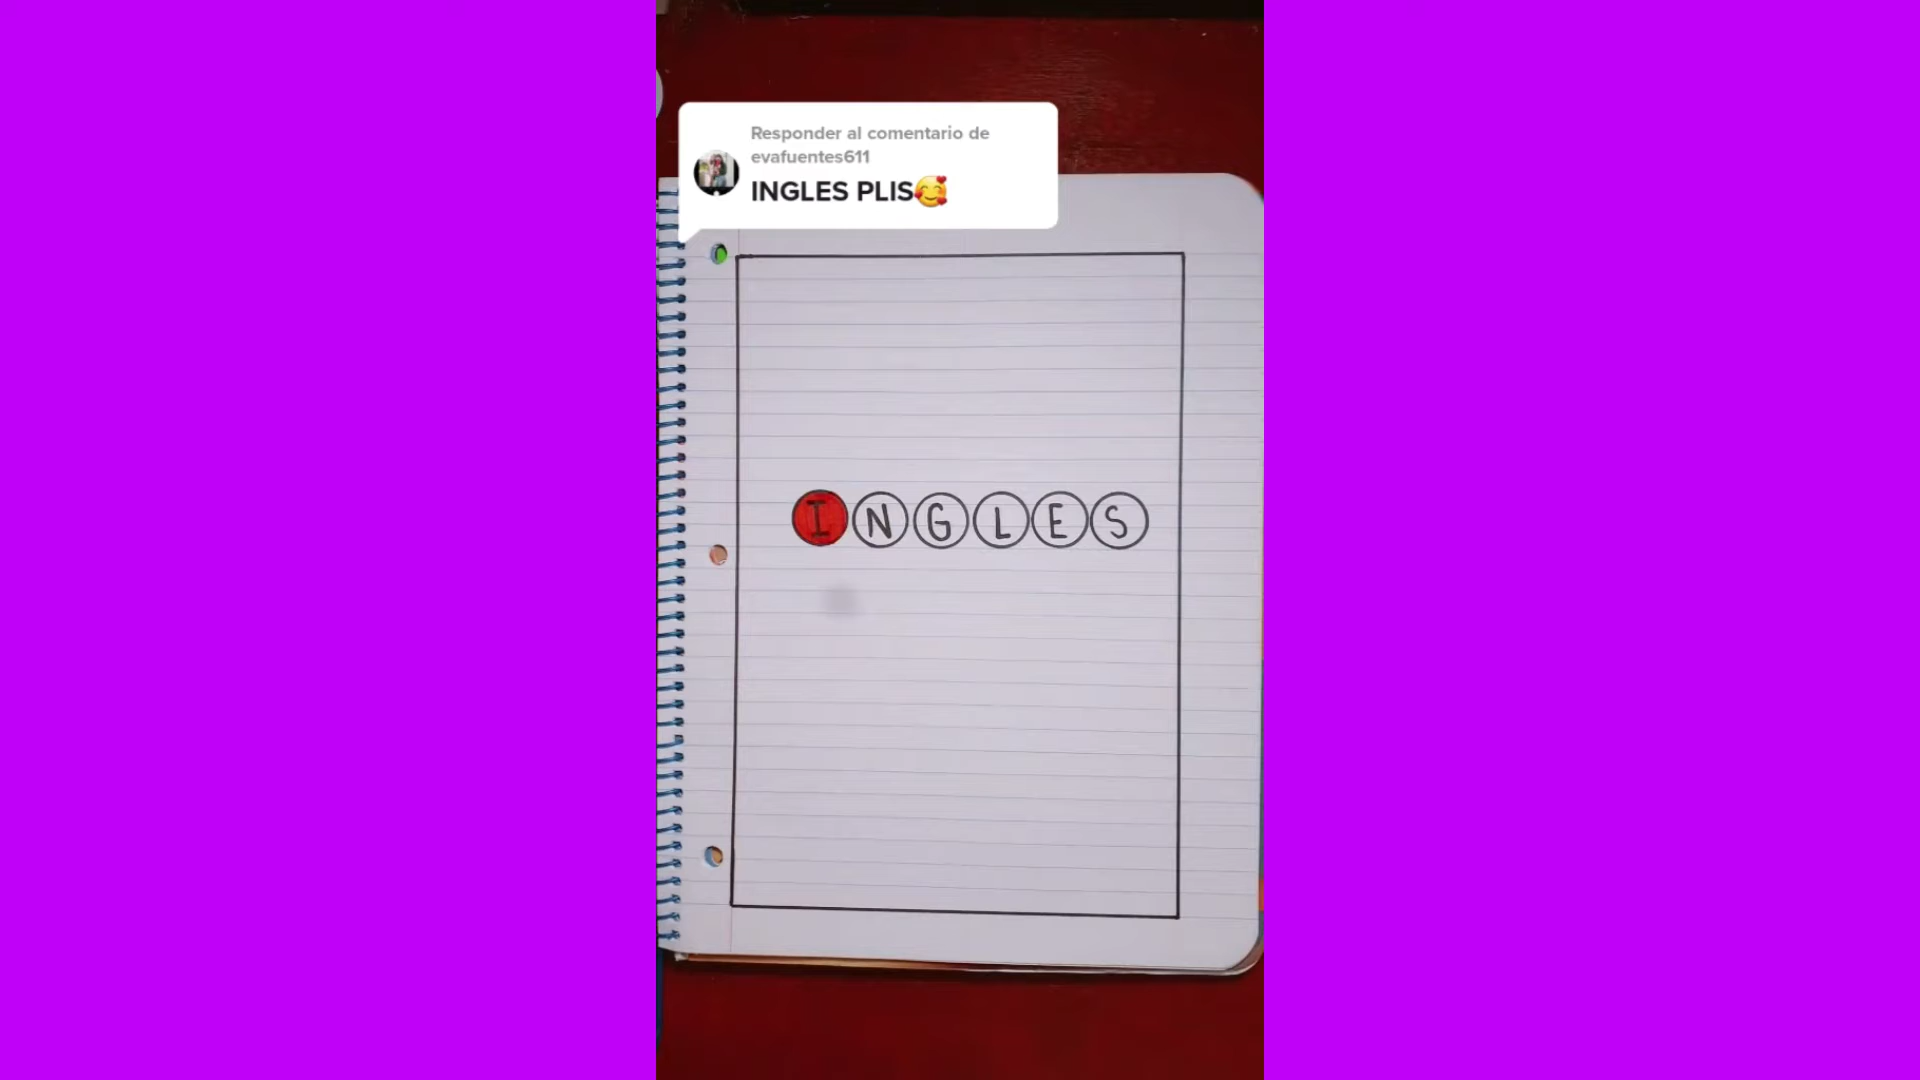 Responder al comentario de
evafuentes611
INGLES PLIS🥰
INGLES